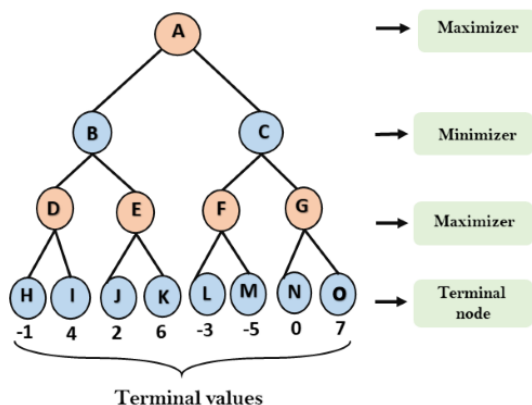 A
Maximizer
B
C
Minimizer
D
E
F
G
Maximizer
H I J K L M N O
Terminal
node
-1 4 2 6 -3 -5 0 7
Terminal values